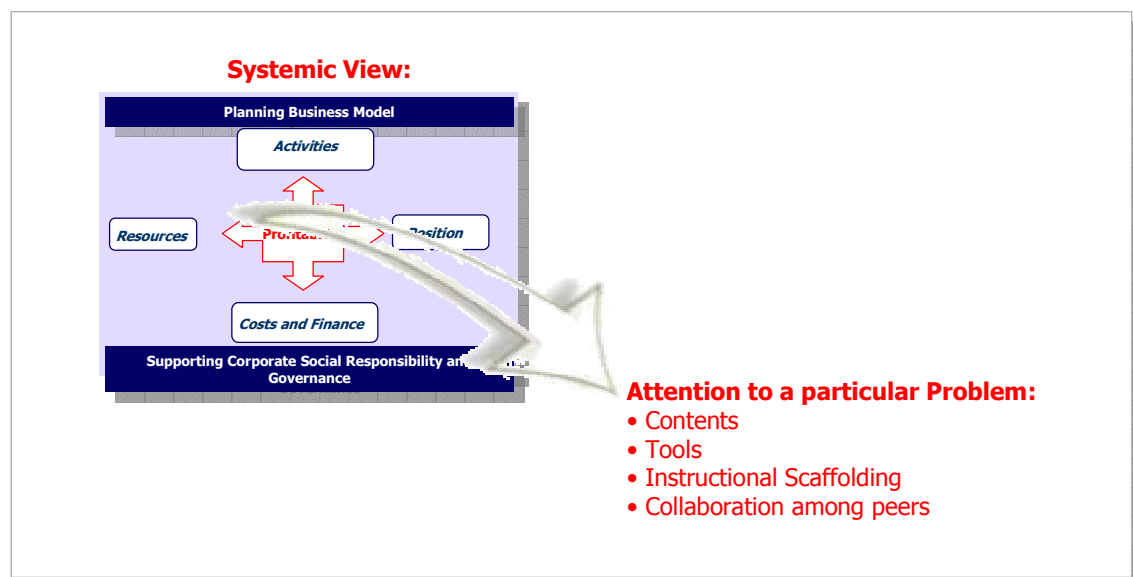 Systemic View:
Planning Business Model
Activities
Resources
Position
Costs and Finance
Supporting Corporate Social Responsibility
Governance
Attention to a particular Problem:
• Contents
• Tools
• Instructional Scaffolding
• Collaboration among peers